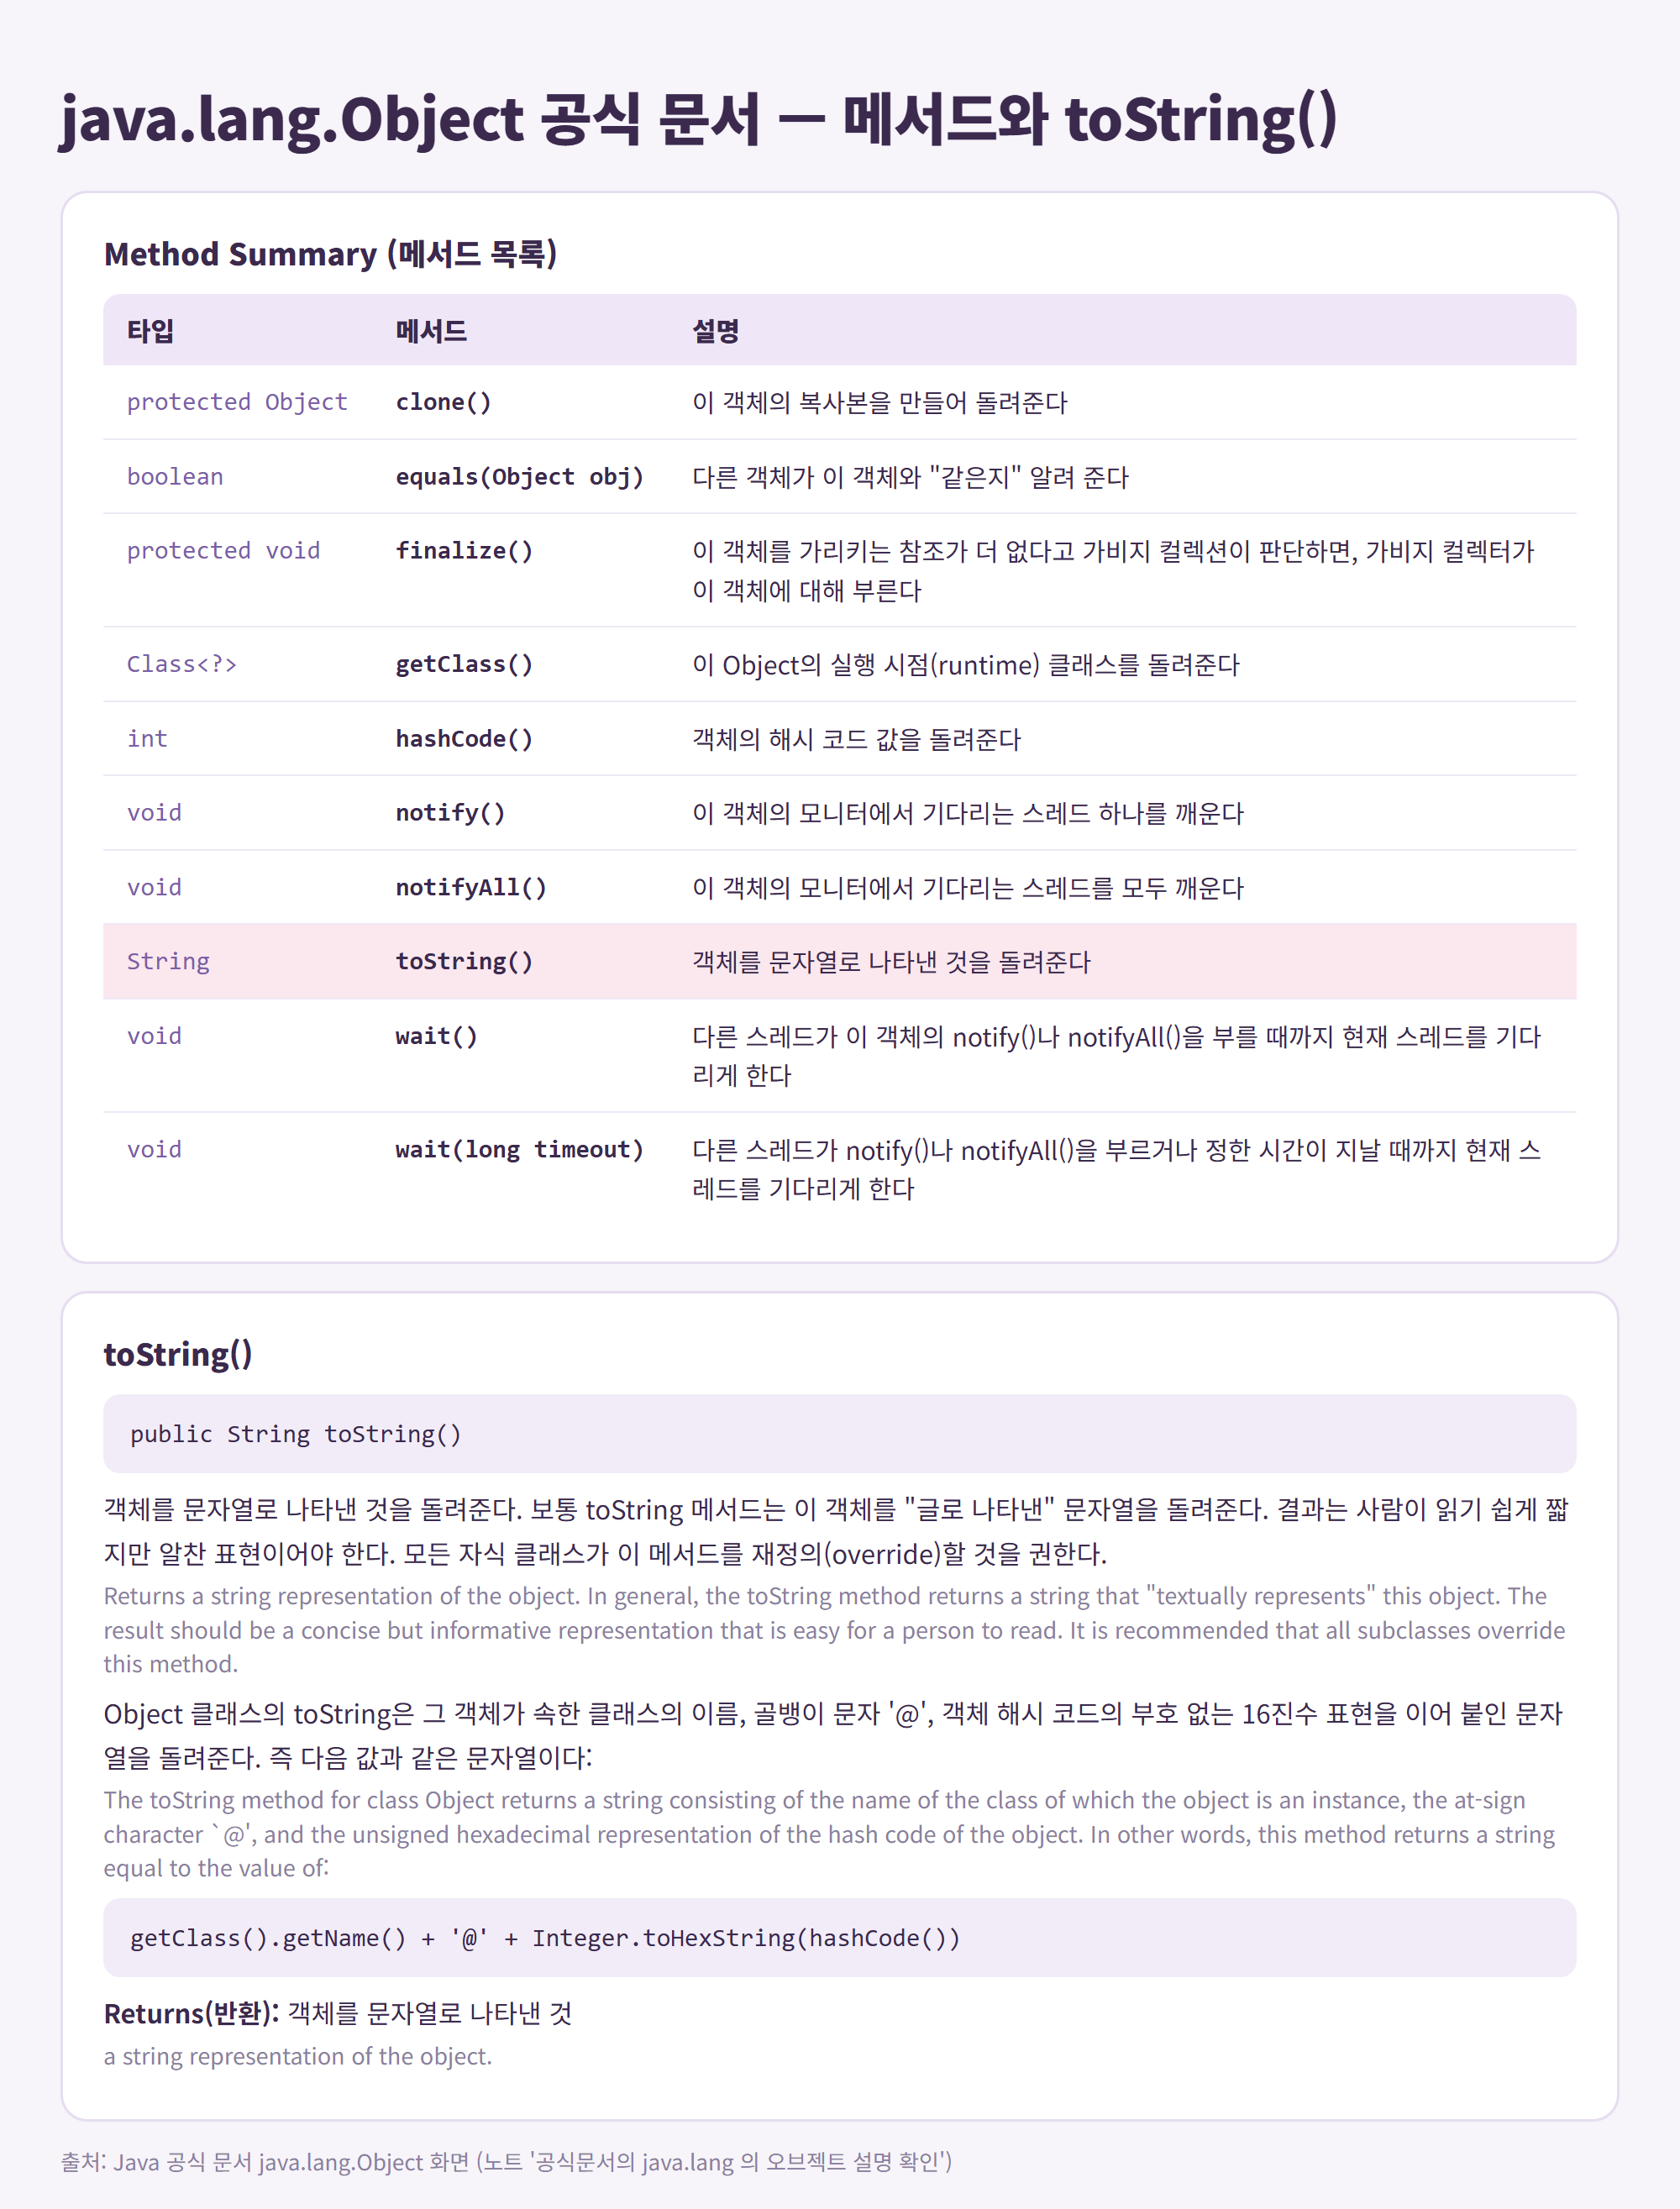 java.lang.Object 공식 문서 — 메서드와 toString()
Method Summary (메서드 목록)
타입 메서드 설명
protected Object clone() 이 객체의 복사본을 만들어 돌려준다
boolean equals(Object obj) 다른 객체가 이 객체와 "같은지" 알려 준다
protected void finalize() 이 객체를 가리키는 참조가 더 없다고 가비지 컬렉션이 판단하면, 가비지 컬렉터가
이 객체에 대해 부른다
Class<?> getClass() 이 Object의 실행 시점(runtime) 클래스를 돌려준다
int hashCode() 객체의 해시 코드 값을 돌려준다
void notify() 이 객체의 모니터에서 기다리는 스레드 하나를 깨운다
void notifyAll() 이 객체의 모니터에서 기다리는 스레드를 모두 깨운다
String toString() 객체를 문자열로 나타낸 것을 돌려준다
void wait() 다른 스레드가 이 객체의 notify()나 notifyAll()을 부를 때까지 현재 스레드를 기다
리게 한다
void wait(long timeout) 다른 스레드가 notify()나 notifyAll()을 부르거나 정한 시간이 지날 때까지 현재 스
레드를 기다리게 한다
toString()
public String toString()
객체를 문자열로 나타낸 것을 돌려준다. 보통 toString 메서드는 이 객체를 "글로 나타낸" 문자열을 돌려준다. 결과는 사람이 읽기 쉽게 짧
지만 알찬 표현이어야 한다. 모든 자식 클래스가 이 메서드를 재정의(override)할 것을 권한다.
Returns a string representation of the object. In general, the toString method returns a string that "textually represents" this object. The
result should be a concise but informative representation that is easy for a person to read. It is recommended that all subclasses override
this method.
Object 클래스의 toString은 그 객체가 속한 클래스의 이름, 골뱅이 문자 '@', 객체 해시 코드의 부호 없는 16진수 표현을 이어 붙인 문자
열을 돌려준다. 즉 다음 값과 같은 문자열이다:
The toString method for class Object returns a string consisting of the name of the class of which the object is an instance, the at-sign
character `@', and the unsigned hexadecimal representation of the hash code of the object. In other words, this method returns a string
equal to the value of:
getClass().getName() + '@' + Integer.toHexString(hashCode())
Returns(반환): 객체를 문자열로 나타낸 것
a string representation of the object.
출처: Java 공식 문서 java.lang.Object 화면 (노트 '공식문서의 java.lang 의 오브젝트 설명 확인')